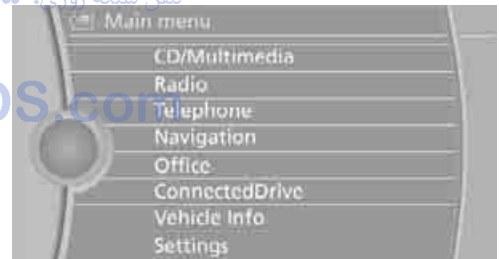 Main menu
CD/Multimedia
Radio
Telephone
Navigation
Office
ConnectedDrive
Vehicle Info
Settings